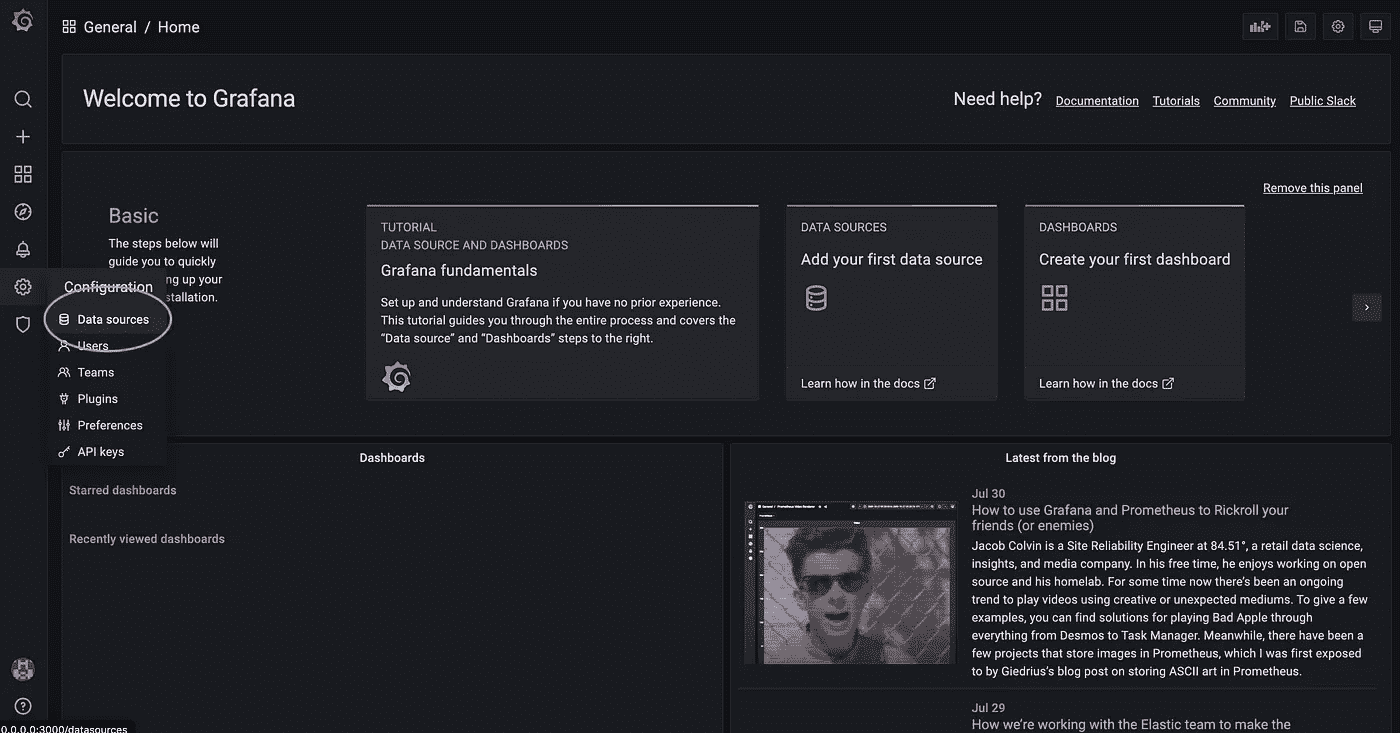 General / Home
Welcome to Grafana
Need help? Documentation Tutorials Community Public Slack
Remove this panel
Basic
The steps below will
guide you to quickly
ng up your
stallation.
TUTORIAL
DATA SOURCE AND DASHBOARDS
Grafana fundamentals
Set up and understand Grafana if you have no prior experience.
This tutorial guides you through the entire process and covers the
“Data source” and “Dashboards” steps to the right.
DATA SOURCES
Add your first data source
Learn how in the docs
DASHBOARDS
Create your first dashboard
Learn how in the docs
Configuration
Data sources
Users
Teams
Plugins
Preferences
API keys
Dashboards
Starred dashboards
Recently viewed dashboards
Latest from the blog
Jul 30
How to use Grafana and Prometheus to Rickroll your
friends (or enemies)
Jacob Colvin is a Site Reliability Engineer at 84.51°, a retail data science,
insights, and media company. In his free time, he enjoys working on open
source and his homelab. For some time now there’s been an ongoing
trend to play videos using creative or unexpected mediums. To give a few
examples, you can find solutions for playing Bad Apple through
everything from Desmos to Task Manager. Meanwhile, there have been a
few projects that store images in Prometheus, which I was first exposed
to by Giedrius’s blog post on storing ASCII art in Prometheus.
Jul 29
How we’re working with the Elastic team to make the
0.0.0.0:3000/datasources